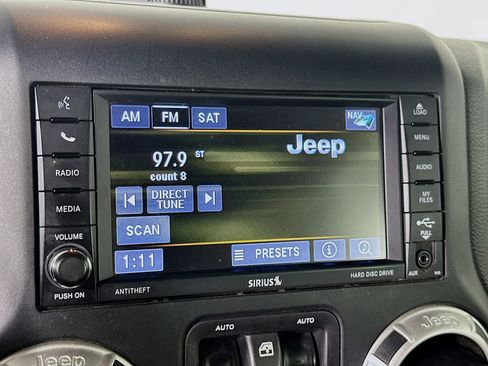 AM FM SAT NAV
Jeep
97.9 ST
count 8
DIRECT
TUNE
SCAN
PRESETS
1:11
RADIO
MEDIA
VOLUME
PUSH ON
LOAD
MENU
AUDIO
MY
FILES
PULL
AUX
ANTITHEFT
SIRIUS
HARD DISC DRIVE
AUTO AUTO
Jeep
Jeep